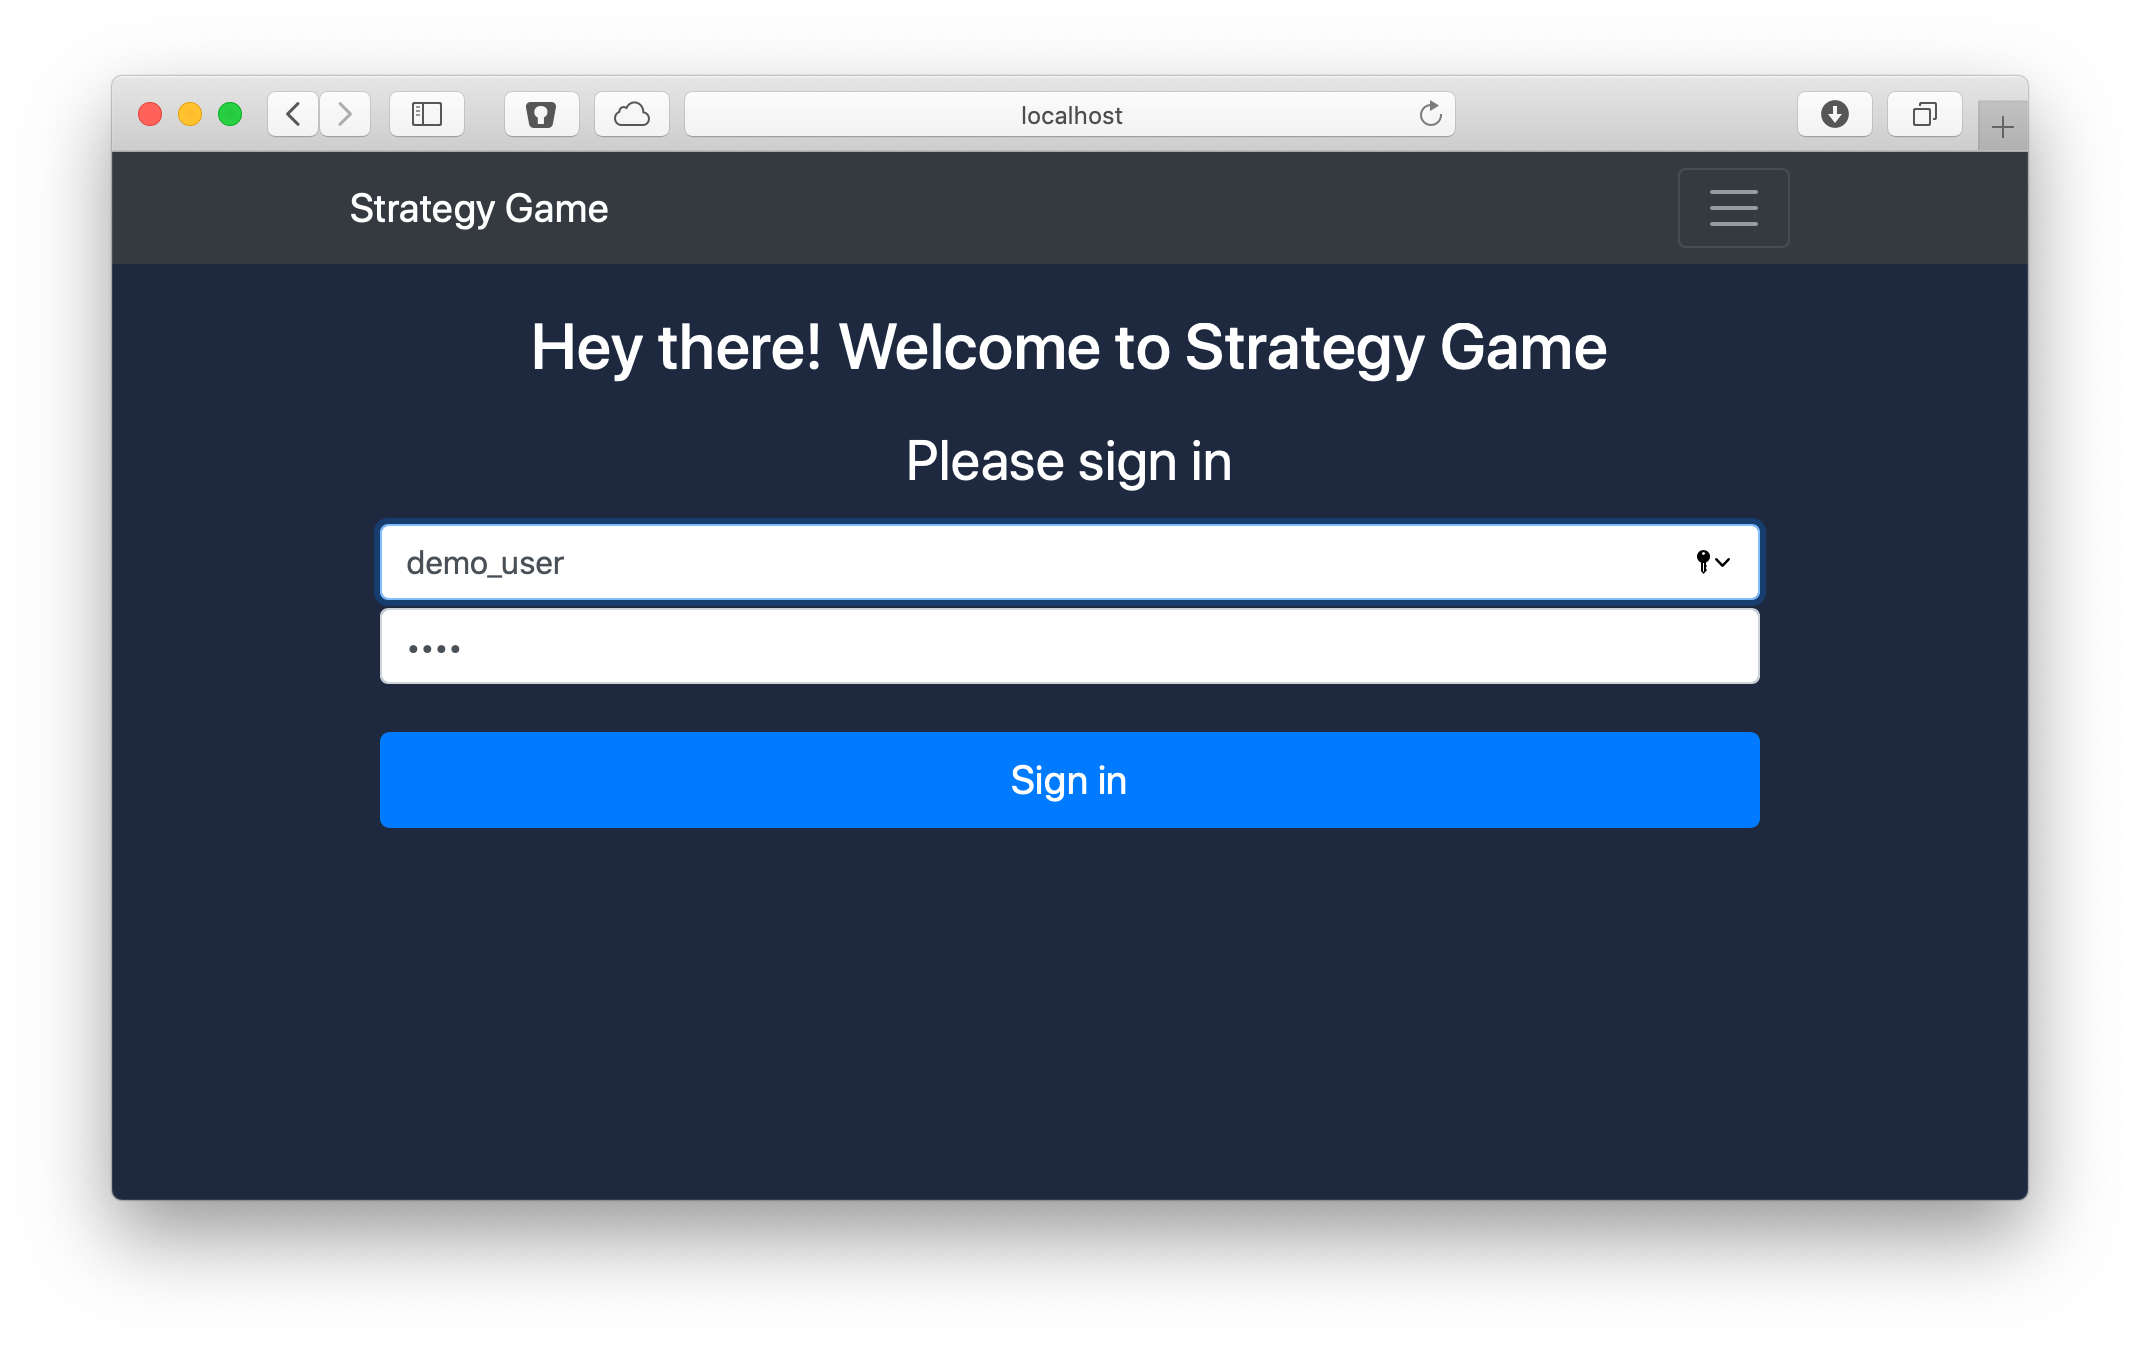 localhost
Strategy Game
Hey there! Welcome to Strategy Game
Please sign in
demo_user
••••
Sign in